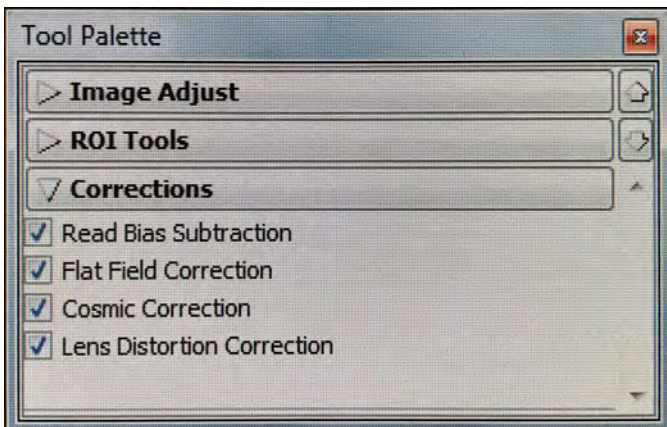 Tool Palette
Image Adjust
ROI Tools
Corrections
Read Bias Subtraction
Flat Field Correction
Cosmic Correction
Lens Distortion Correction